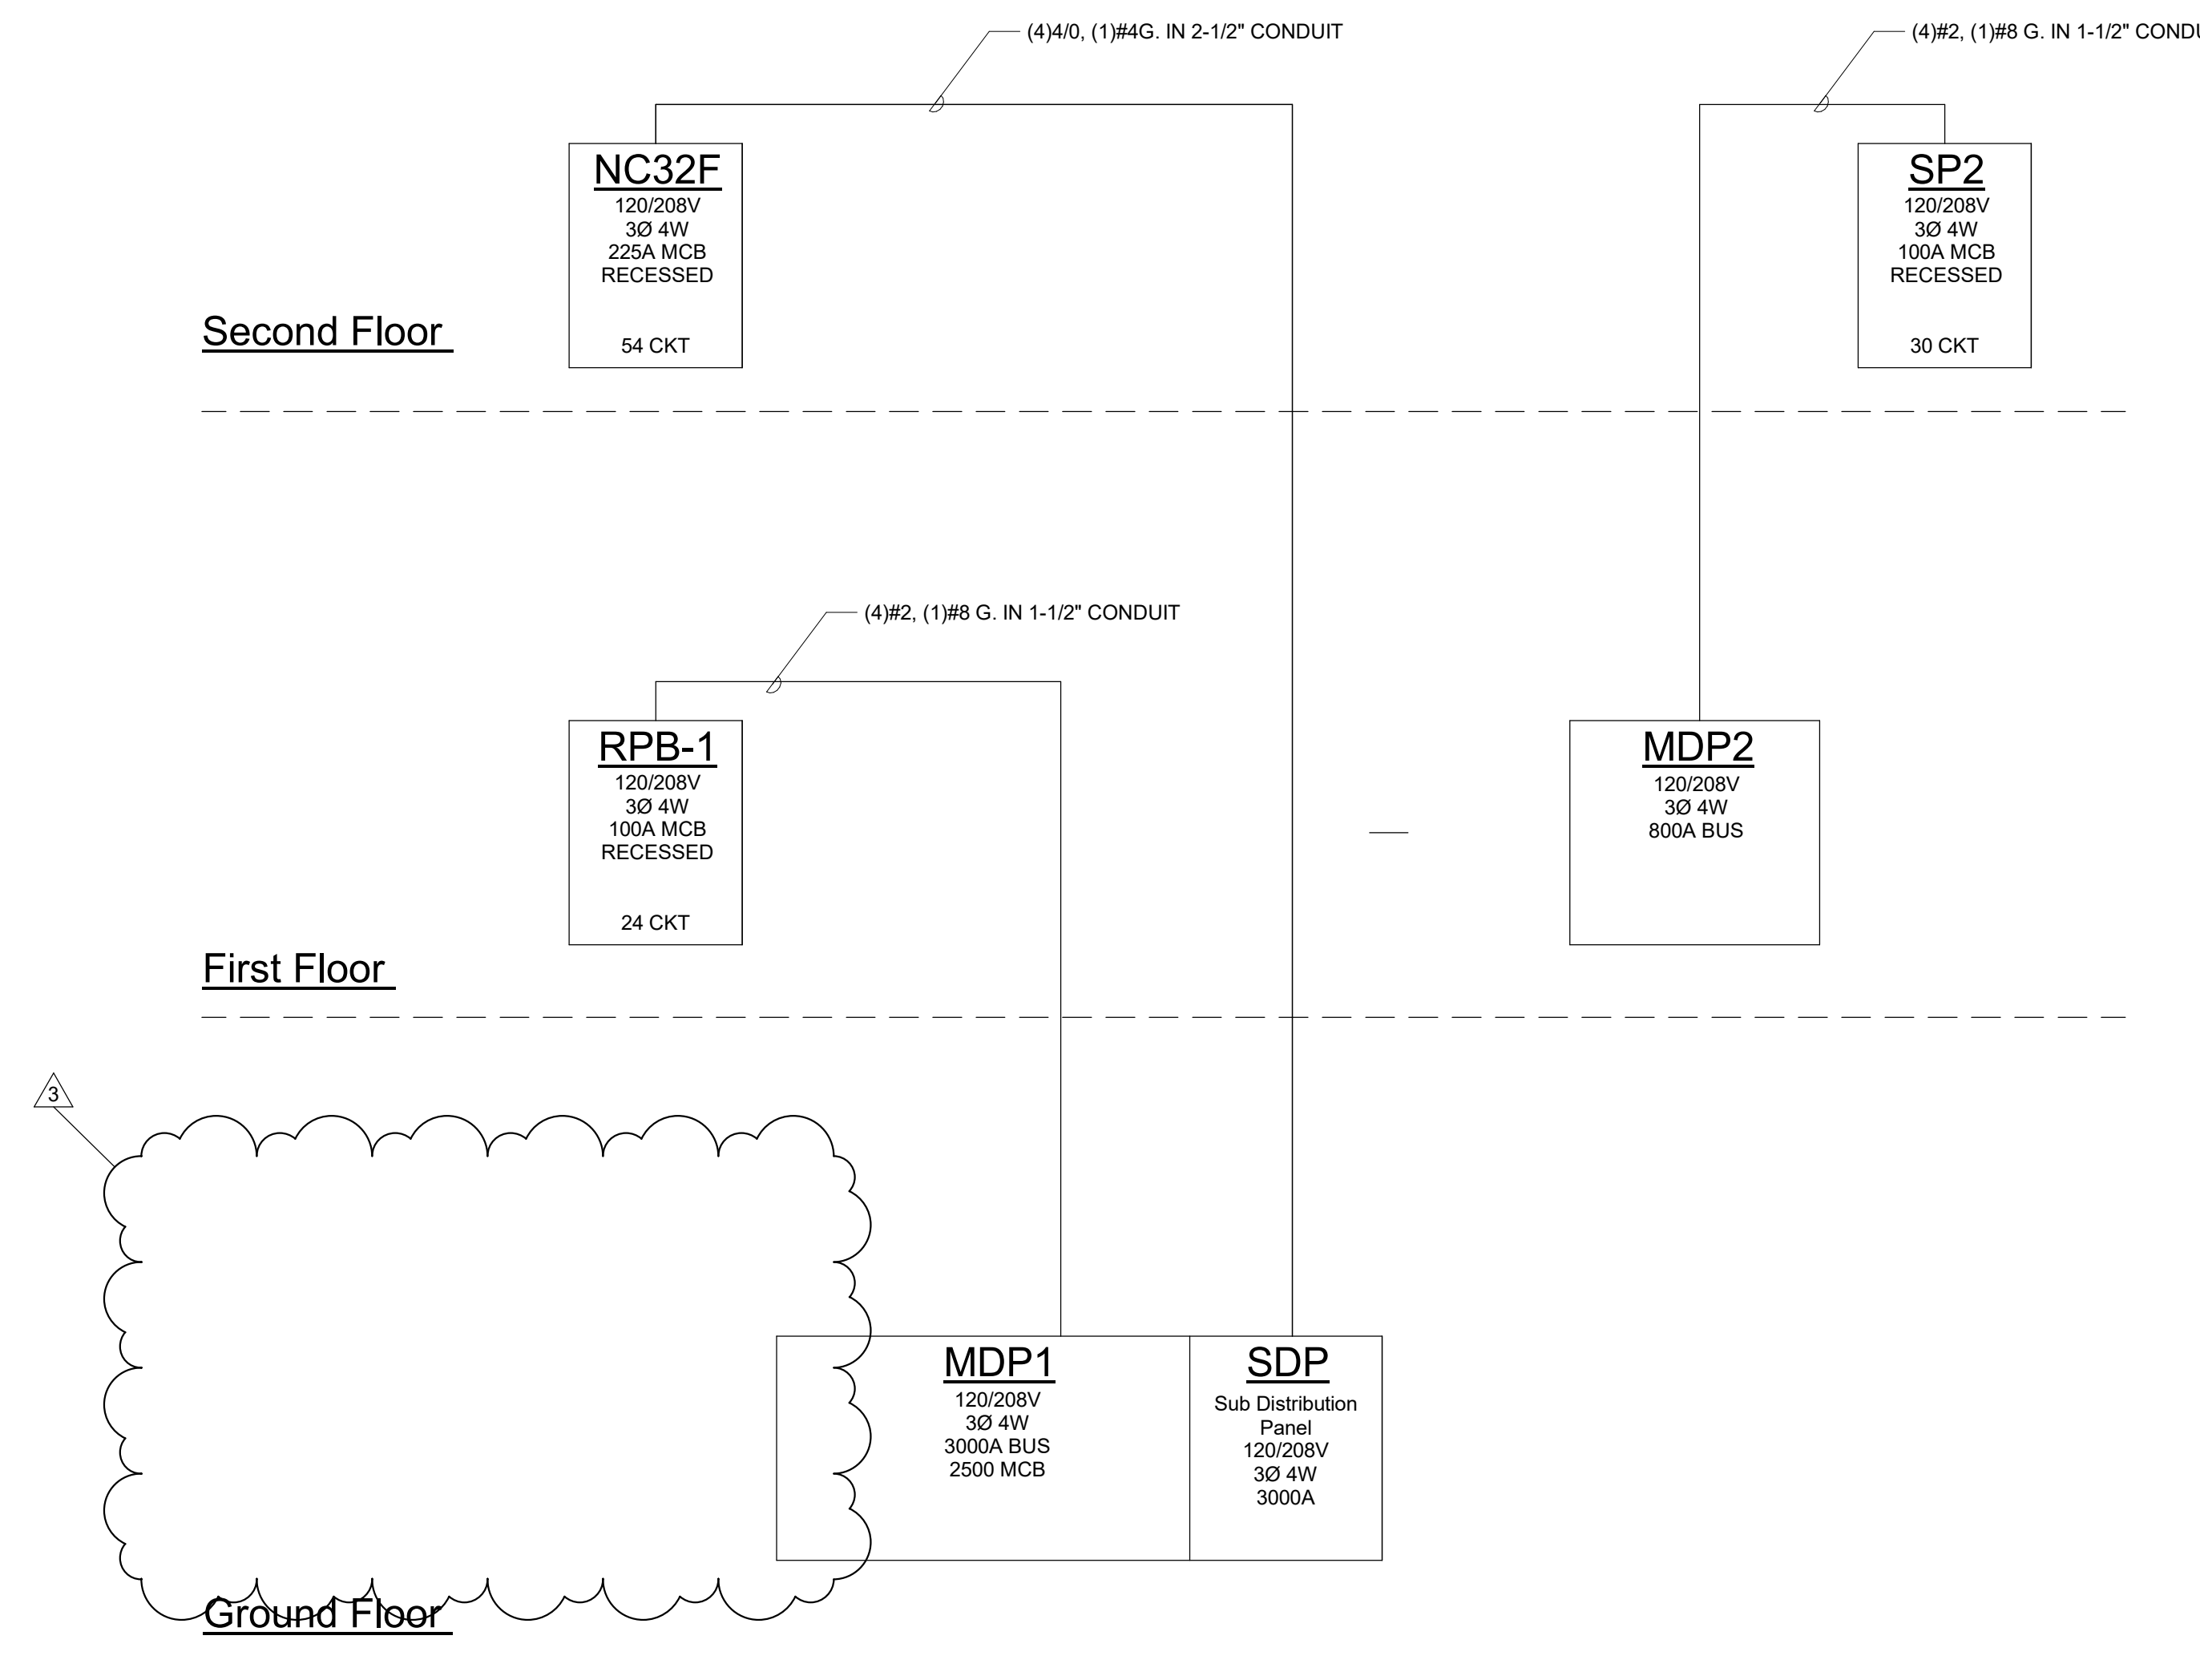 (4)4/0, (1)#4G. IN 2-1/2" CONDUIT
(4)#2, (1)#8 G. IN 1-1/2"
NC32F
120/208V
3Ø 4W
225A MCB
RECESSED
54 CKT
SP2
120/208V
3Ø 4W
100A MCB
RECESSED
30 CKT
Second Floor
(4)#2, (1)#8 G. IN 1-1/2" CONDUIT
RPB-1
120/208V
3Ø 4W
100A MCB
RECESSED
24 CKT
MDP2
120/208V
3Ø 4W
800A BUS
First Floor
3
MDP1
120/208V
3Ø 4W
3000A BUS
2500 MCB
SDP
Sub Distribution
Panel
120/208V
3Ø 4W
3000A
Ground Floor